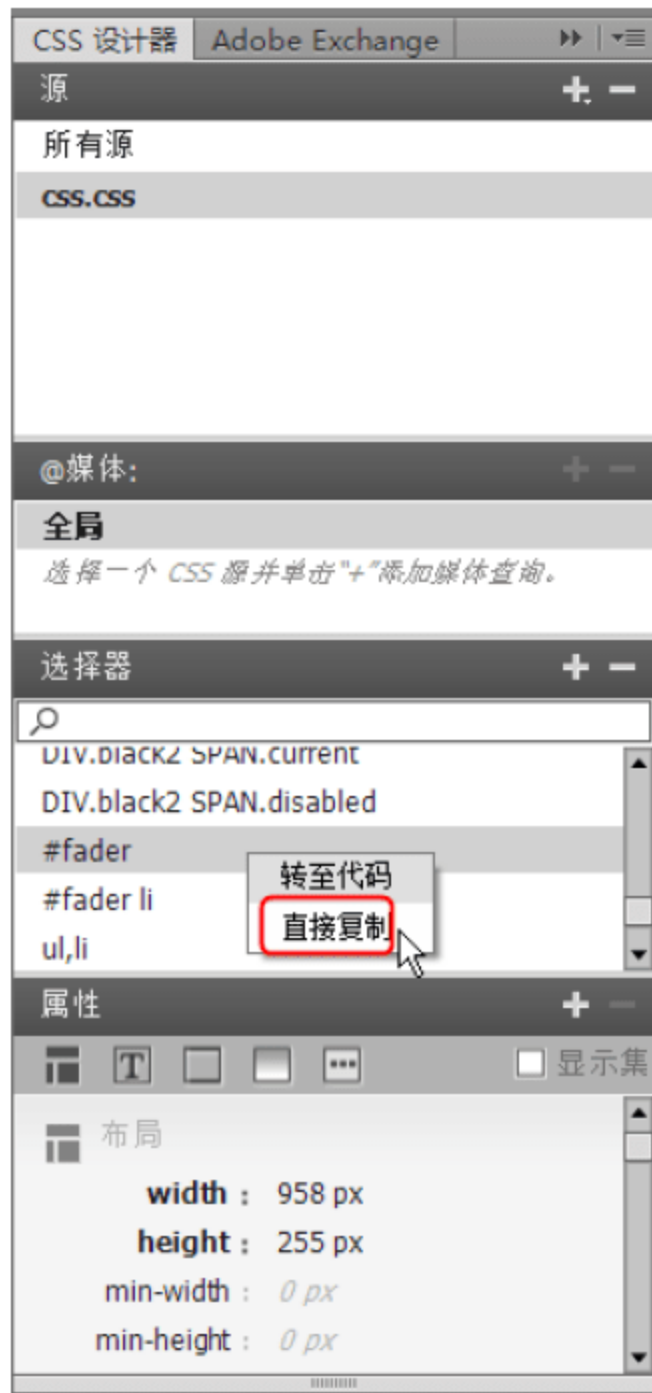 CSS 设计器 Adobe Exchange
源
所有源
css.css
@媒体:
全局
选择一个 CSS 源并单击"+"添加媒体查询。
选择器
DIV.black2 SPAN.current
DIV.black2 SPAN.disabled
#fader
转至代码
#fader li
直接复制
ul,li
属性
T
显示集
布局
width : 958 px
height : 255 px
min-width : 0 px
min-height : 0 px